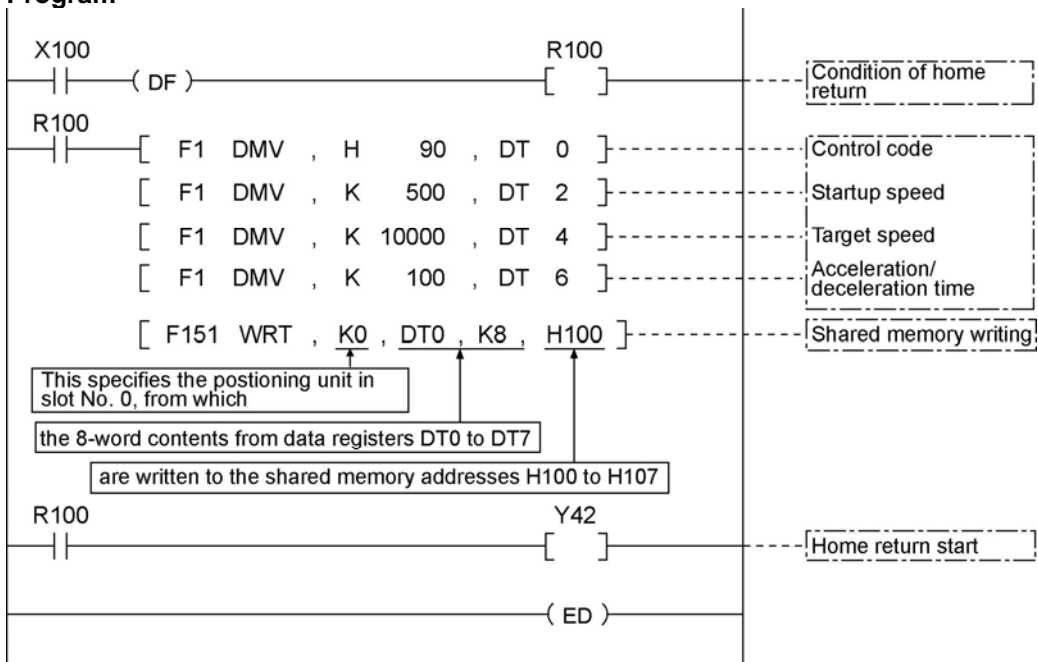 Program
X100 R100
( DF ) [ ] Condition of home
return
R100
[ F1 DMV , H 90 , DT 0 ] Control code
[ F1 DMV , K 500 , DT 2 ] Startup speed
[ F1 DMV , K 10000 , DT 4 ] Target speed
[ F1 DMV , K 100 , DT 6 ] Acceleration/
deceleration time
[ F151 WRT , K0 , DT0 , K8 , H100 ] Shared memory writing
This specifies the postioning unit in
slot No. 0, from which
the 8-word contents from data registers DT0 to DT7
are written to the shared memory addresses H100 to H107
R100 Y42
[ ] Home return start
( ED )